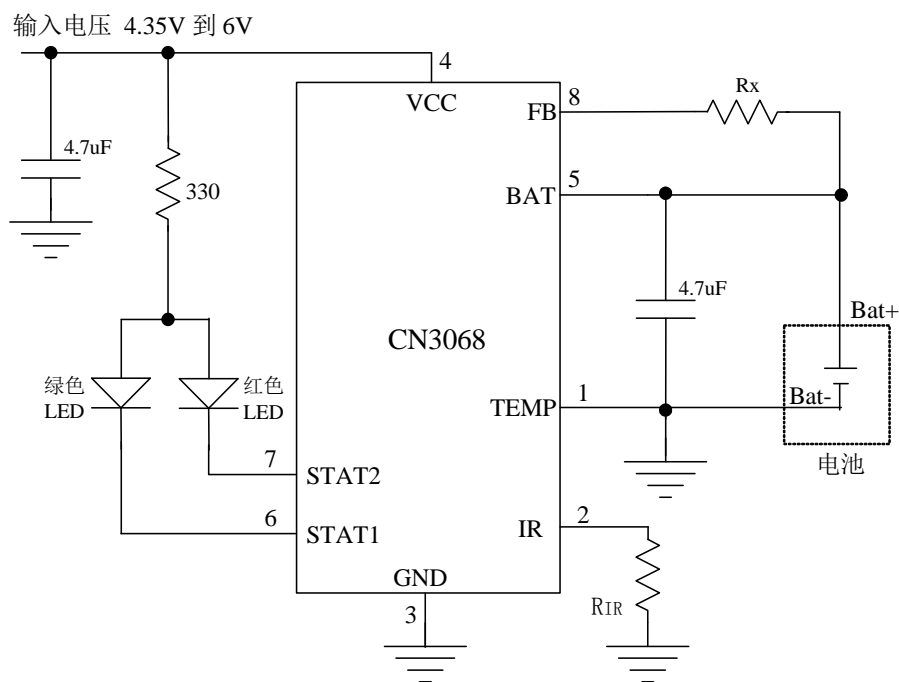 输入电压 4.35V 到 6V
4
VCC
4.7uF
330
FB
8
Rx
BAT
5
4.7uF
CN3068
Bat+
绿色
LED
红色
LED
TEMP
1
Bat-
电池
7
STAT2
6
STAT1
IR
2
RIR
GND
3